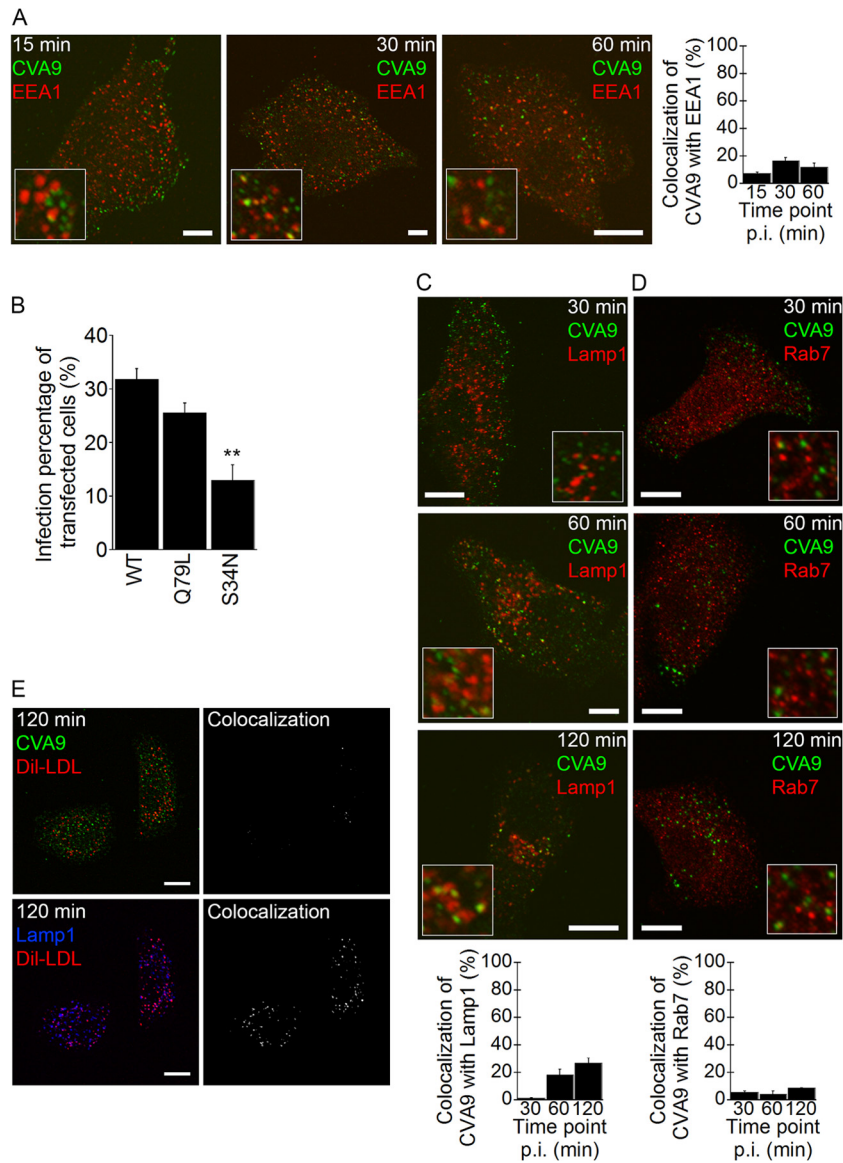 A
15 min
CVA9
EEA1
30 min
CVA9
EEA1
60 min
CVA9
EEA1
Colocalization of
CVA9 with EEA1 (%)
100
80
60
40
20
0
15 30 60
Time point
p.i. (min)
B
Infection percentage of
transfected cells (%)
40
30
20
10
0
**
WT
Q79L
S34N
C
30 min
CVA9
Lamp1
60 min
CVA9
Lamp1
120 min
CVA9
Lamp1
Colocalization of
CVA9 with Lamp1 (%)
100
80
60
40
20
0
30 60 120
Time point
p.i. (min)
D
30 min
CVA9
Rab7
60 min
CVA9
Rab7
120 min
CVA9
Rab7
Colocalization of
CVA9 with Rab7 (%)
100
80
60
40
20
0
30 60 120
Time point
p.i. (min)
E
120 min
CVA9
Dil-LDL
Colocalization
120 min
Lamp1
Dil-LDL
Colocalization